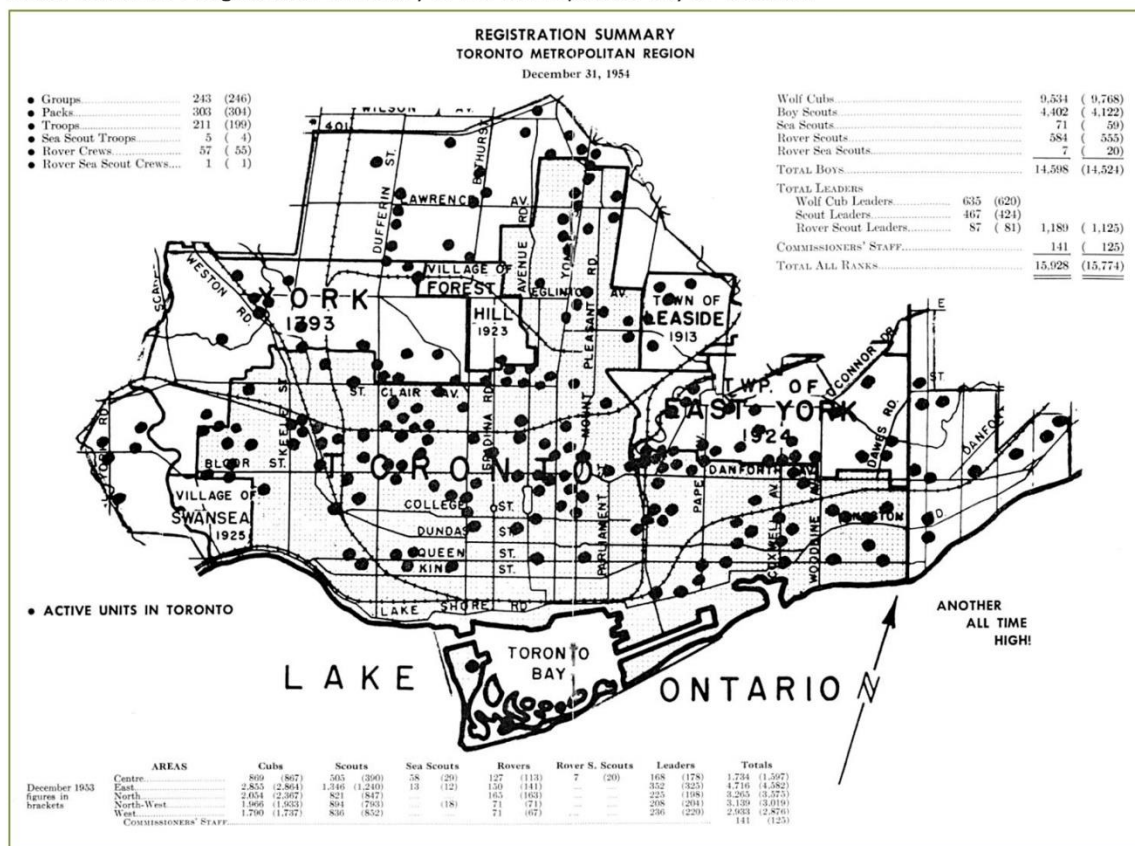 REGISTRATION SUMMARY
TORONTO METROPOLITAN REGION
December 31, 1954
• Groups 243 (246)
• Packs 303 (304)
• Troops 211 (199)
• Sea Scout Troops 5 ( 4)
• Rover Crews 57 ( 55)
• Rover Sea Scout Crews.... 1 ( 1)
Wolf Cubs 9,534 ( 9,768)
Boy Scouts 4,402 ( 4,122)
Sea Scouts 71 ( 59)
Rover Scouts 584 ( 555)
Rover Sea Scouts 7 ( 20)
TOTAL BOYS 14,598 (14,524)
TOTAL LEADERS
Wolf Cub Leaders 635 (620)
Scout Leaders 467 (424)
Rover Scout Leaders 87 ( 81) 1,189 ( 1,125)
COMMISSIONERS' STAFF 141 ( 125)
TOTAL ALL RANKS 15,928 (15,774)
WILSON AV.
401
DUFFERIN ST.
BATHURST
LAWRENCE AV.
AVENUE RD.
MOUNT PLEASANT RD.
EGLINTON AV.
WESTON RD.
YORK
1793
VILLAGE OF
FOREST
HILL
1923
TOWN OF
LEASIDE
1913
O'CONNOR DR
TWP. OF
EAST YORK
1924
DAWES RD.
ST. CLAIR AV.
ST.
KEELE ST.
SPADINA RD.
YORK RD.
BLOOR ST.
TORONTO
DANFORTH AV.
PAPE AV.
COXWELL AV.
WOODBINE AV.
KINGSTON RD
VILLAGE OF
SWANSEA
1925
COLLEGE ST.
DUNDAS ST.
QUEEN ST.
KING ST.
PARLIAMENT ST.
LAKE SHORE RD.
• ACTIVE UNITS IN TORONTO
ANOTHER
ALL TIME
HIGH!
TORONTO
BAY
LAKE ONTARIO
N
AREAS Cubs Scouts Sea Scouts Rovers Rover S. Scouts Leaders Totals
December 1953
figures in
brackets
Centre 869 (867) 505 (390) 58 (29) 127 (113) 7 (20) 168 (178) 1.734 (1.597)
East 2.855 (2.864) 1.346 (1.240) 13 (12) 150 (141) 352 (325) 4.716 (4.582)
North 2.054 (2.367) 821 (847) 165 (163) 225 (198) 3.265 (3.575)
North-West 1.966 (1.933) 894 (793) (18) 71 (71) 208 (204) 3.139 (3.019)
West 1.790 (1.737) 836 (852) 71 (67) 236 (220) 2.933 (2.876)
COMMISSIONERS' STAFF 141 (125)